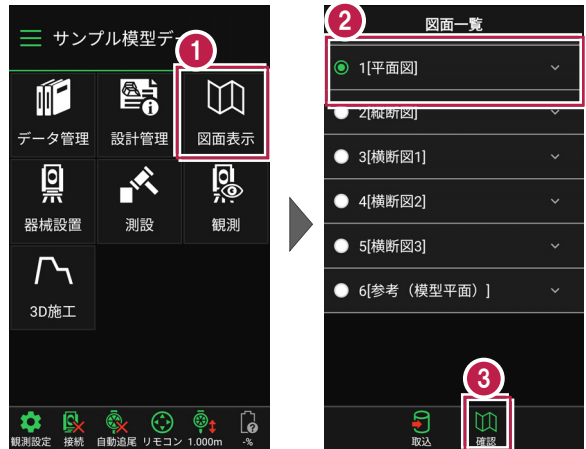 サンプル模型デー
1
データ管理 設計管理 図面表示
器械設置 測設 観測
3D施工
観測設定 接続 自動追尾 リモコン 1.000m -%
2
図面一覧
1[平面図]
2[縦断図]
3[横断図1]
4[横断図2]
5[横断図3]
6[参考（模型平面）]
3
取込 確認